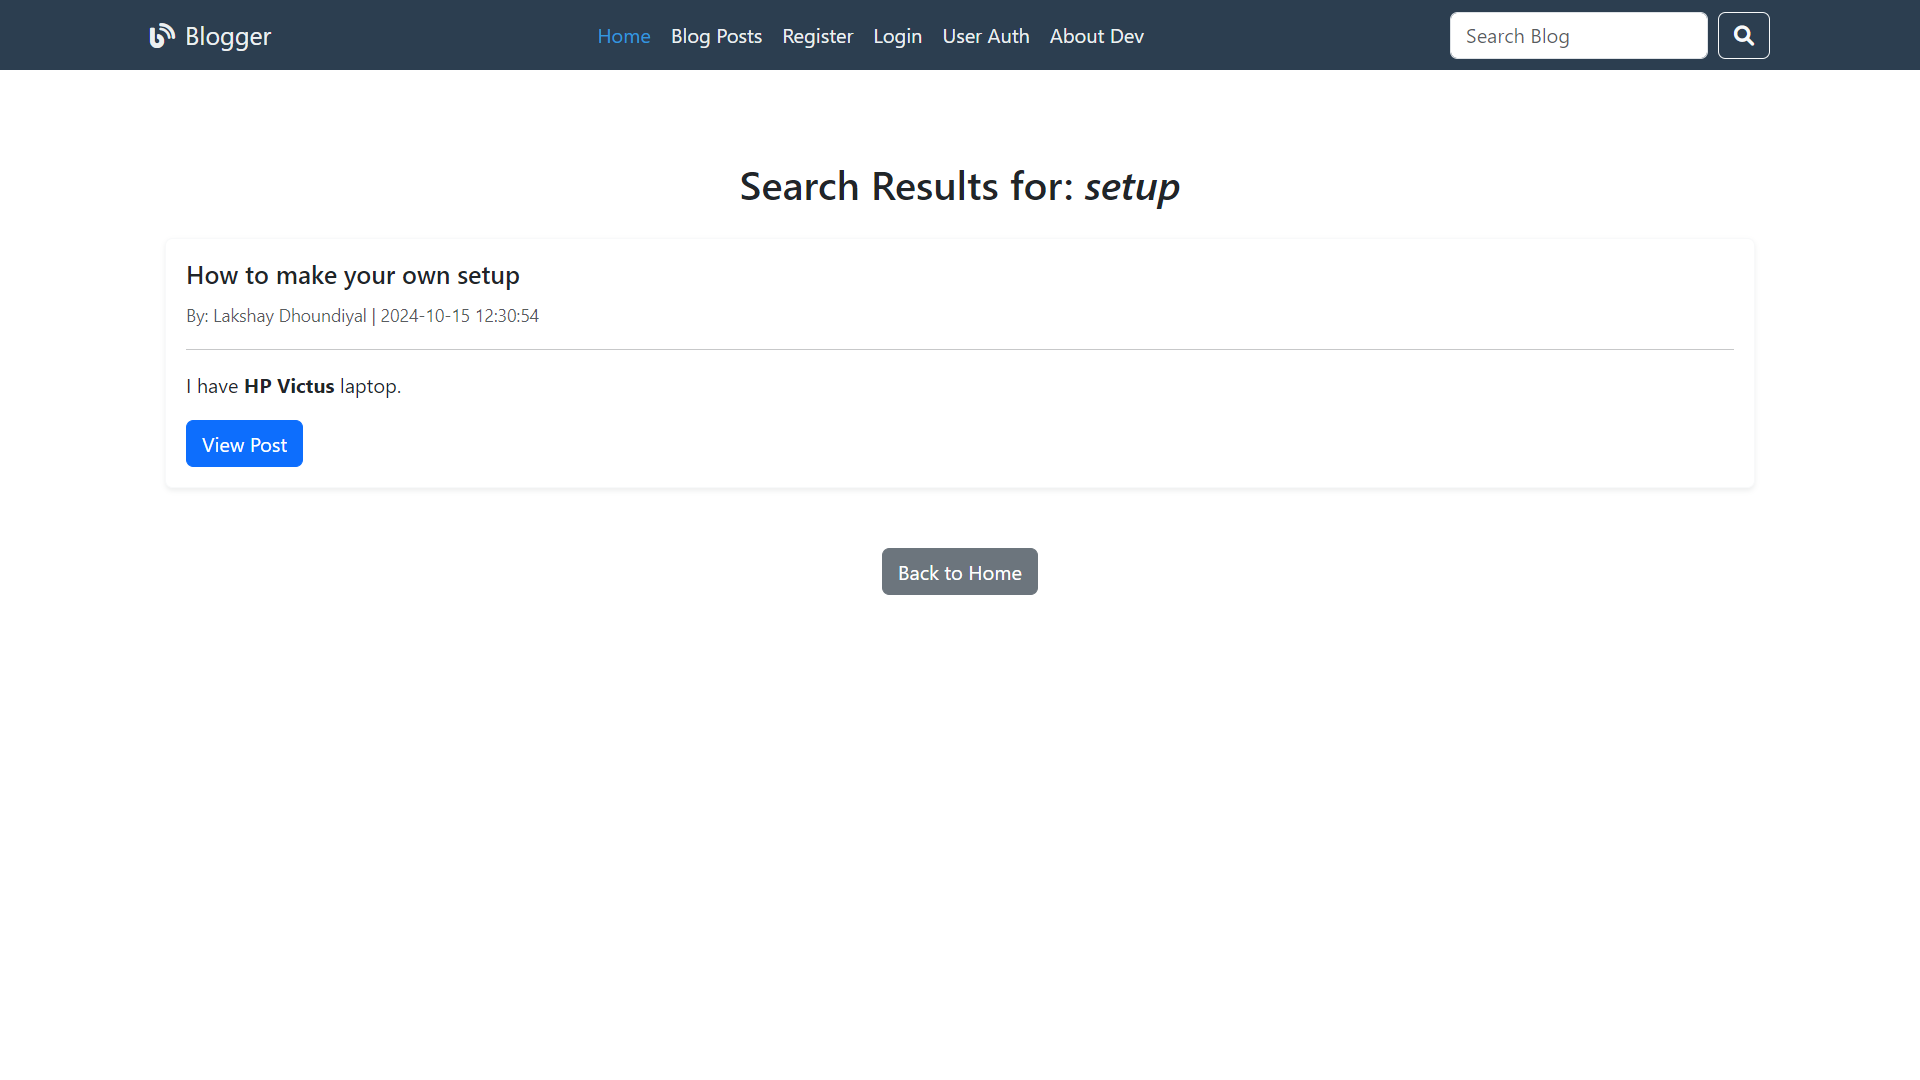 Blogger
Home Blog Posts Register Login User Auth About Dev
Search Blog
Search Results for: setup
How to make your own setup
By: Lakshay Dhoundiyal | 2024-10-15 12:30:54
I have HP Victus laptop.
View Post
Back to Home